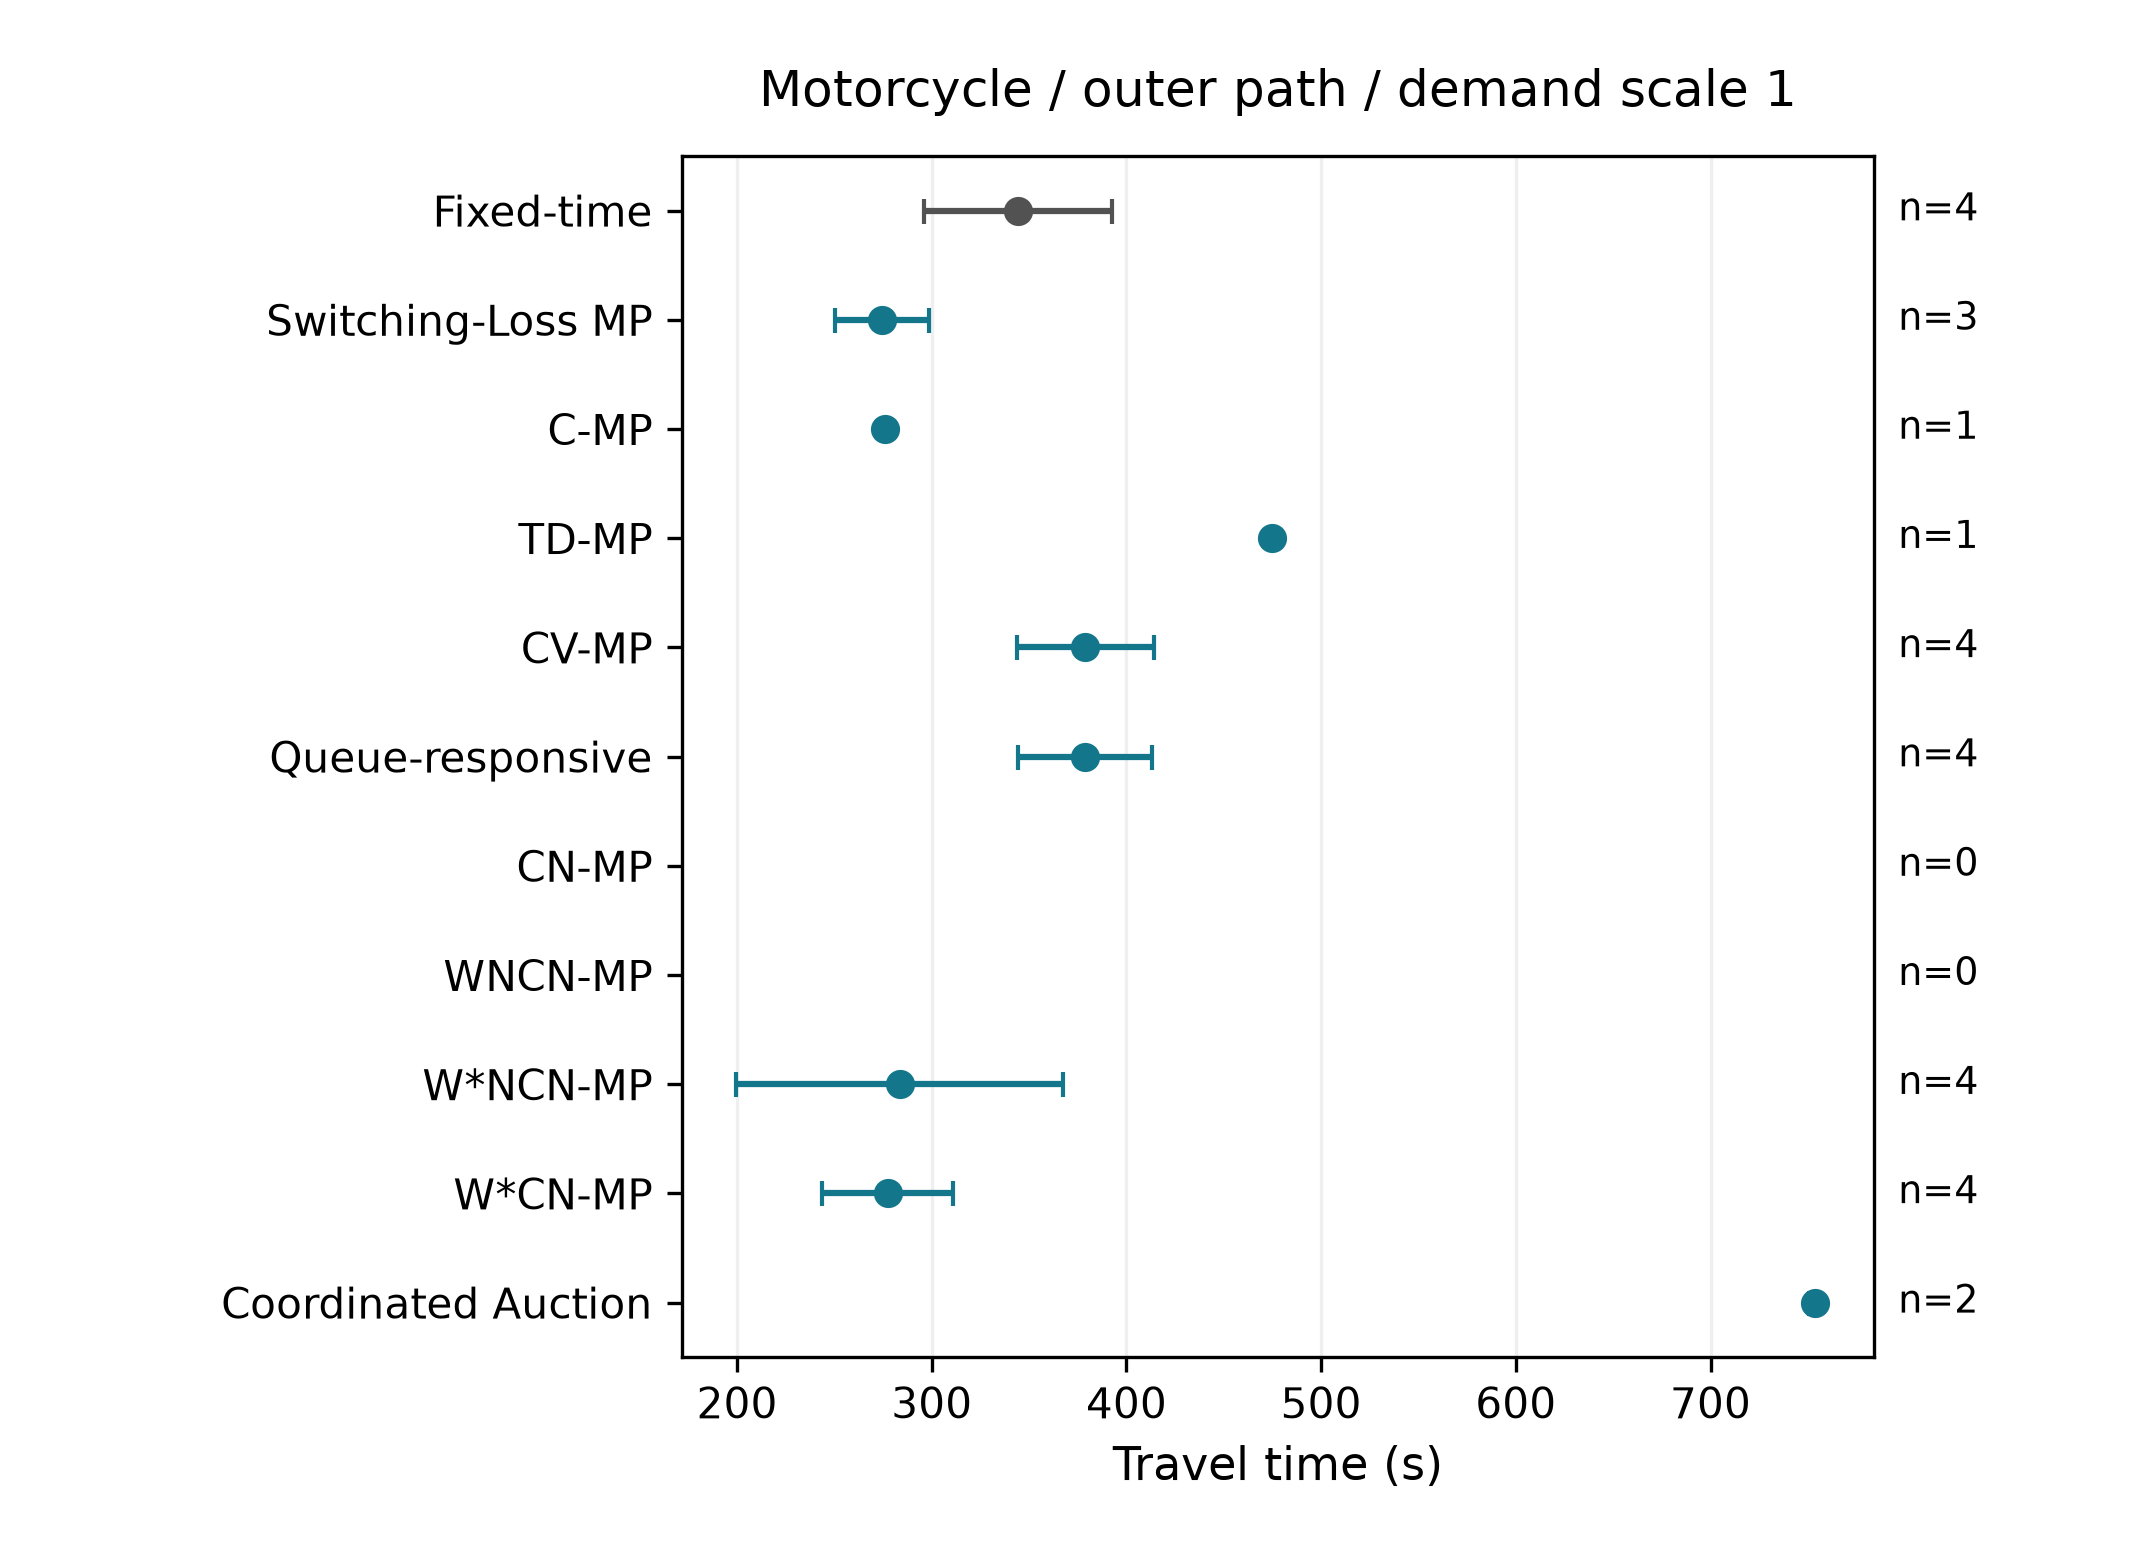 Motorcycle / outer path / demand scale 1
Fixed-time n=4
Switching-Loss MP n=3
C-MP n=1
TD-MP n=1
CV-MP n=4
Queue-responsive n=4
CN-MP n=0
WNCN-MP n=0
W*NCN-MP n=4
W*CN-MP n=4
Coordinated Auction n=2
200 300 400 500 600 700
Travel time (s)